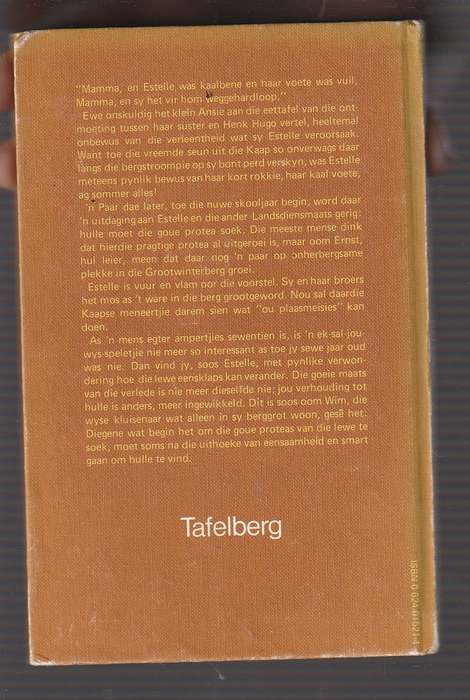 "Mamma, en Estelle was kaalbene en haar voete was vuil,
Mamma, en sy het vir hom weggehardloop."
Ewe onskuldig het klein Ansie aan die eettafel van die ont-
moeting tussen haar suster en Henk Hugo vertel, heeltemal
onbewus van die verleentheid wat sy Estelle veroorsaak.
Want toe die vreemde seun uit die Kaap so onverwags daar
langs die bergstroompie op sy bont perd verskyn, was Estelle
meteens pynlik bewus van haar kort rokkie, haar kaal voete,
ag sommer alles!
'n Paar dae later, toe die nuwe skooljaar begin, word daar
'n uitdaging aan Estelle en die ander Landsdiensmaats gerig:
hulle moet die goue protea soek. Die meeste mense dink
dat hierdie pragtige protea al uitgeroei is, maar oom Ernst,
hul leier, meen dat daar nog 'n paar op onherbergsame
plekke in die Grootwinterberg groei.
Estelle is vuur en vlam oor die voorstel. Sy en haar broers
het mos as 't ware in die berg grootgeword. Nou sal daardie
Kaapse meneertjie darem sien wat "ou plaasmeisies" kan
doen.
As 'n mens egter ampertjies sewentien is, is 'n ek-sal-jou-
wys-speletjie nie meer so interessant as toe jy sewe jaar oud
was nie. Dan vind jy, soos Estelle, met pynlike verwon-
dering hoe die lewe eensklaps kan verander. Die goeie maats
van die verlede is nie meer dieselfde nie; jou verhouding tot
hulle is anders, meer ingewikkeld. Dit is soos oom Wim, die
wyse kluisenaar wat alleen in sy berggrot woon, gesê het:
Diegene wat begin het om die goue proteas van die lewe te
soek, moet soms na die uithoeke van eensaamheid en smart
gaan om hulle te vind.
Tafelberg
ISBN 0 624 01521 4